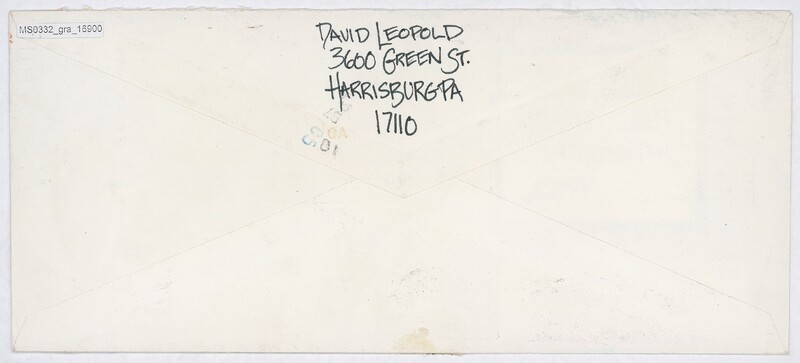 MS0332_gra_16900
DAVID LEOPOLD
3600 GREEN ST.
HARRISBURG PA
17110